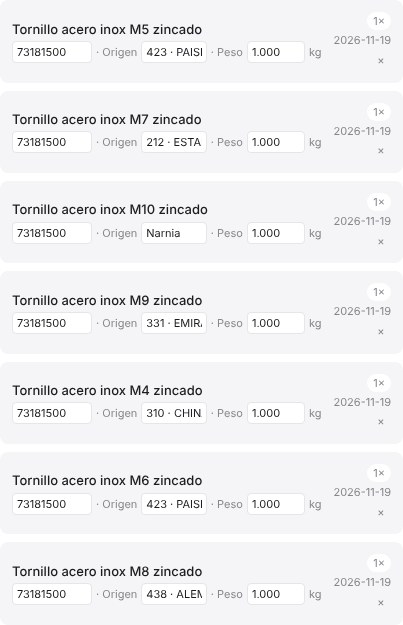 Tornillo acero inox M5 zincado
1×
73181500 · Origen 423 · PAISI · Peso 1.000 kg
2026-11-19
×
Tornillo acero inox M7 zincado
1×
73181500 · Origen 212 · ESTA · Peso 1.000 kg
2026-11-19
×
Tornillo acero inox M10 zincado
1×
73181500 · Origen Narnia · Peso 1.000 kg
2026-11-19
×
Tornillo acero inox M9 zincado
1×
73181500 · Origen 331 · EMIR · Peso 1.000 kg
2026-11-19
×
Tornillo acero inox M4 zincado
1×
73181500 · Origen 310 · CHIN · Peso 1.000 kg
2026-11-19
×
Tornillo acero inox M6 zincado
1×
73181500 · Origen 423 · PAISI · Peso 1.000 kg
2026-11-19
×
Tornillo acero inox M8 zincado
1×
73181500 · Origen 438 · ALEM · Peso 1.000 kg
2026-11-19
×